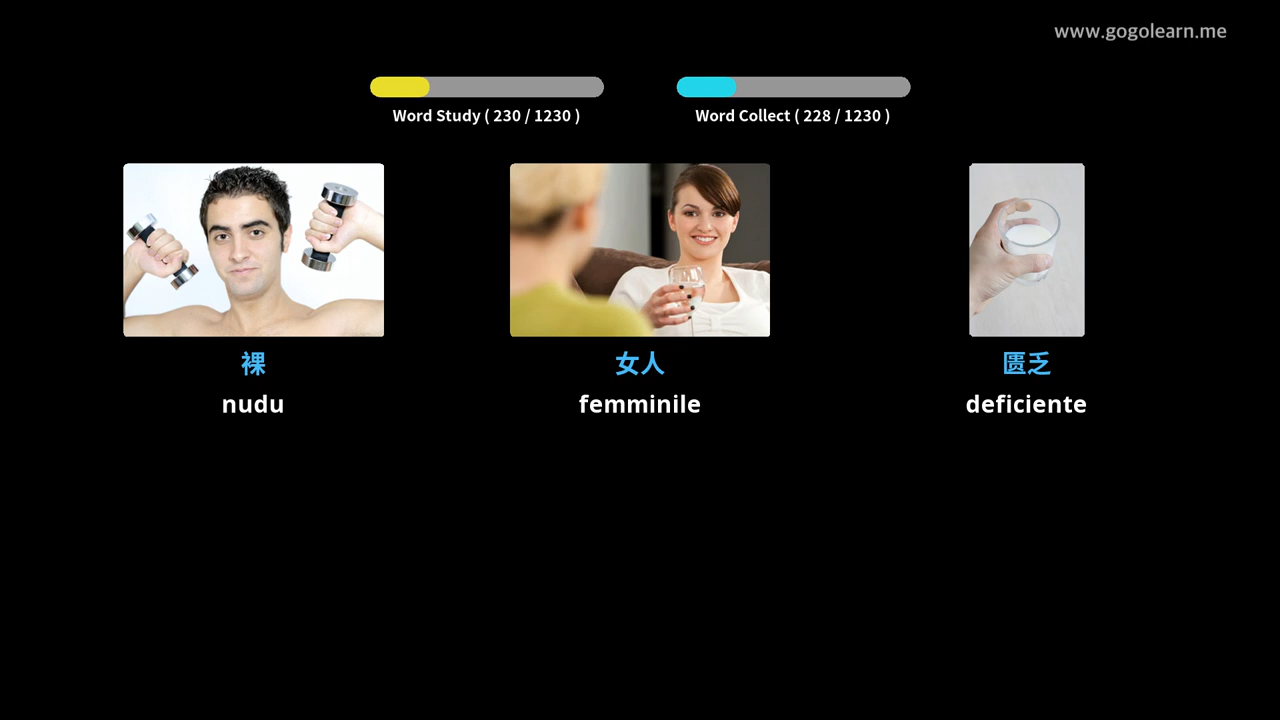 www.gogolearn.me
Word Study ( 230 / 1230 )
Word Collect ( 228 / 1230 )
裸
女人
匮乏
nudu
femminile
deficiente